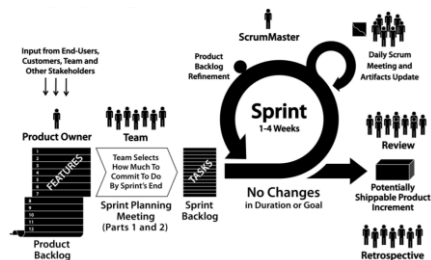 Input from End-Users,
Customers, Team and
Other Stakeholders
Product Owner
Team
FEATURES
1
2
3
4
5
6
7
8
9
10
11
12
Product
Backlog
Team Selects
How Much To
Commit To Do
By Sprint's End
Sprint Planning
Meeting
(Parts 1 and 2)
TASKS
Sprint
Backlog
ScrumMaster
Product
Backlog
Refinement
Sprint
1-4 Weeks
Daily Scrum
Meeting and
Artifacts Update
No Changes
in Duration or Goal
Review
Potentially
Shippable Product
Increment
Retrospective